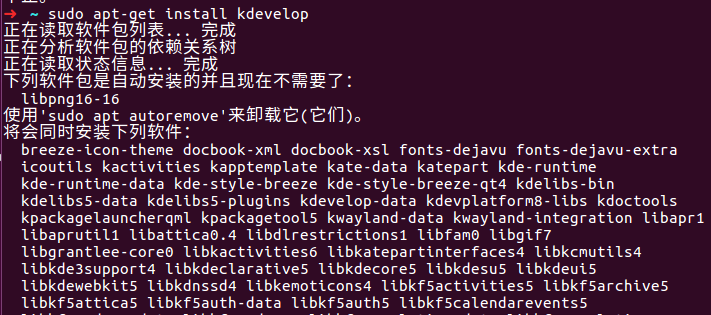 ➜ ~ sudo apt-get install kdevelop
正在读取软件包列表... 完成
正在分析软件包的依赖关系树
正在读取状态信息... 完成
下列软件包是自动安装的并且现在不需要了：
libpng16-16
使用'sudo apt autoremove'来卸载它(它们)。
将会同时安装下列软件：
breeze-icon-theme docbook-xml docbook-xsl fonts-dejavu fonts-dejavu-extra
icoutils kactivities kapptemplate kate-data katepart kde-runtime
kde-runtime-data kde-style-breeze kde-style-breeze-qt4 kdelibs-bin
kdelibs5-data kdelibs5-plugins kdevelop-data kdevplatform8-libs kdoctools
kpackagelauncherqml kpackagetool5 kwayland-data kwayland-integration libapr1
libaprutil1 libattica0.4 libdlrestrictions1 libfam0 libgif7
libgrantlee-core0 libkactivities6 libkatepartinterfaces4 libkcmutils4
libkde3support4 libkdeclarative5 libkdecore5 libkdesu5 libkdeui5
libkdewebkit5 libkdnssd4 libkemoticons4 libkf5activities5 libkf5archive5
libkf5attica5 libkf5auth-data libkf5auth5 libkf5calendarevents5